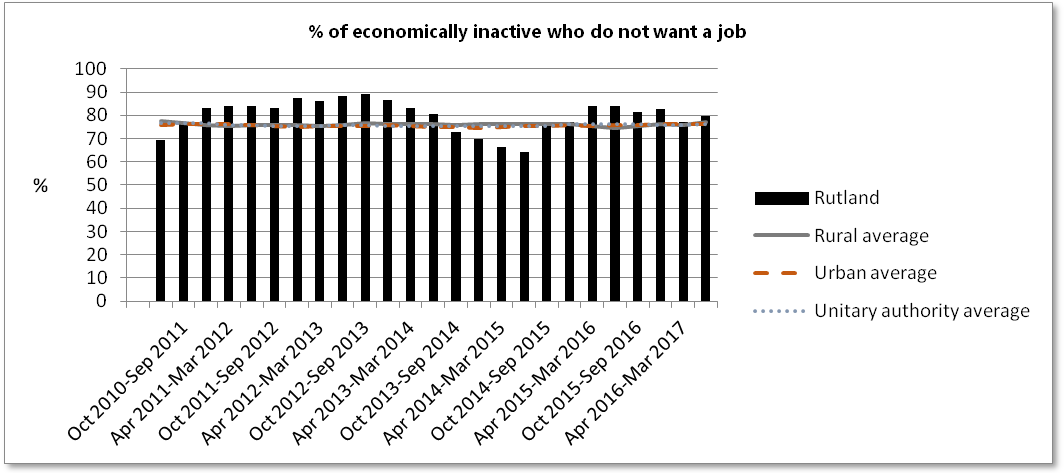 % of economically inactive who do not want a job
100
90
80
70
60
50
40
30
20
10
0
%
Oct 2010-Sep 2011
Apr 2011-Mar 2012
Oct 2011-Sep 2012
Apr 2012-Mar 2013
Oct 2012-Sep 2013
Apr 2013-Mar 2014
Oct 2013-Sep 2014
Apr 2014-Mar 2015
Oct 2014-Sep 2015
Apr 2015-Mar 2016
Oct 2015-Sep 2016
Apr 2016-Mar 2017
Rutland
Rural average
Urban average
Unitary authority average